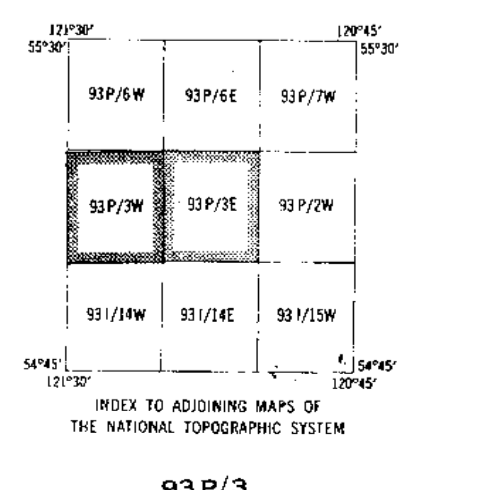 121°30′ 120°45′
55°30′ 55°30′
93P/6W 93P/6E 93P/7W
93P/3W 93P/3E 93P/2W
93I/14W 93I/14E 93I/15W
54°45′ 54°45′
121°30′ 120°45′
INDEX TO ADJOINING MAPS OF
THE NATIONAL TOPOGRAPHIC SYSTEM
93P/3